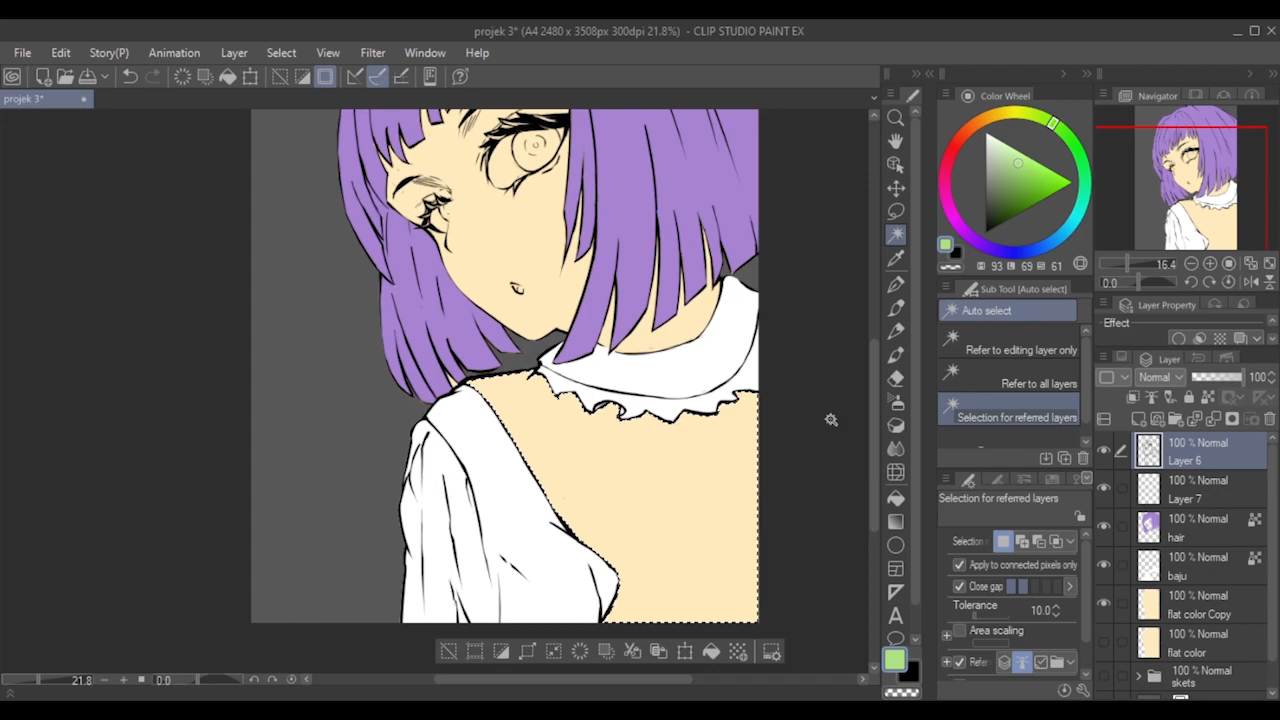 projek 3* (A4 2480 x 3508px 300dpi 21.8%) - CLIP STUDIO PAINT EX
File Edit Story(P) Animation Layer Select View Filter Window Help
projek 3*
Color Wheel
Navigator
93 69 61
16.4
0.0
Sub Tool [Auto select]
Auto select
Refer to editing layer only
Refer to all layers
Selection for referred layers
Layer Property
Effect
Layer
Normal 100
100 % Normal
Layer 6
100 % Normal
Layer 7
100 % Normal
hair
100 % Normal
baju
100 % Normal
flat color Copy
100 % Normal
flat color
100 % Normal
skets
Selection for referred layers
Selection
Apply to connected pixels only
Close gap
Tolerance
10.0
Area scaling
Refer
21.8 0.0